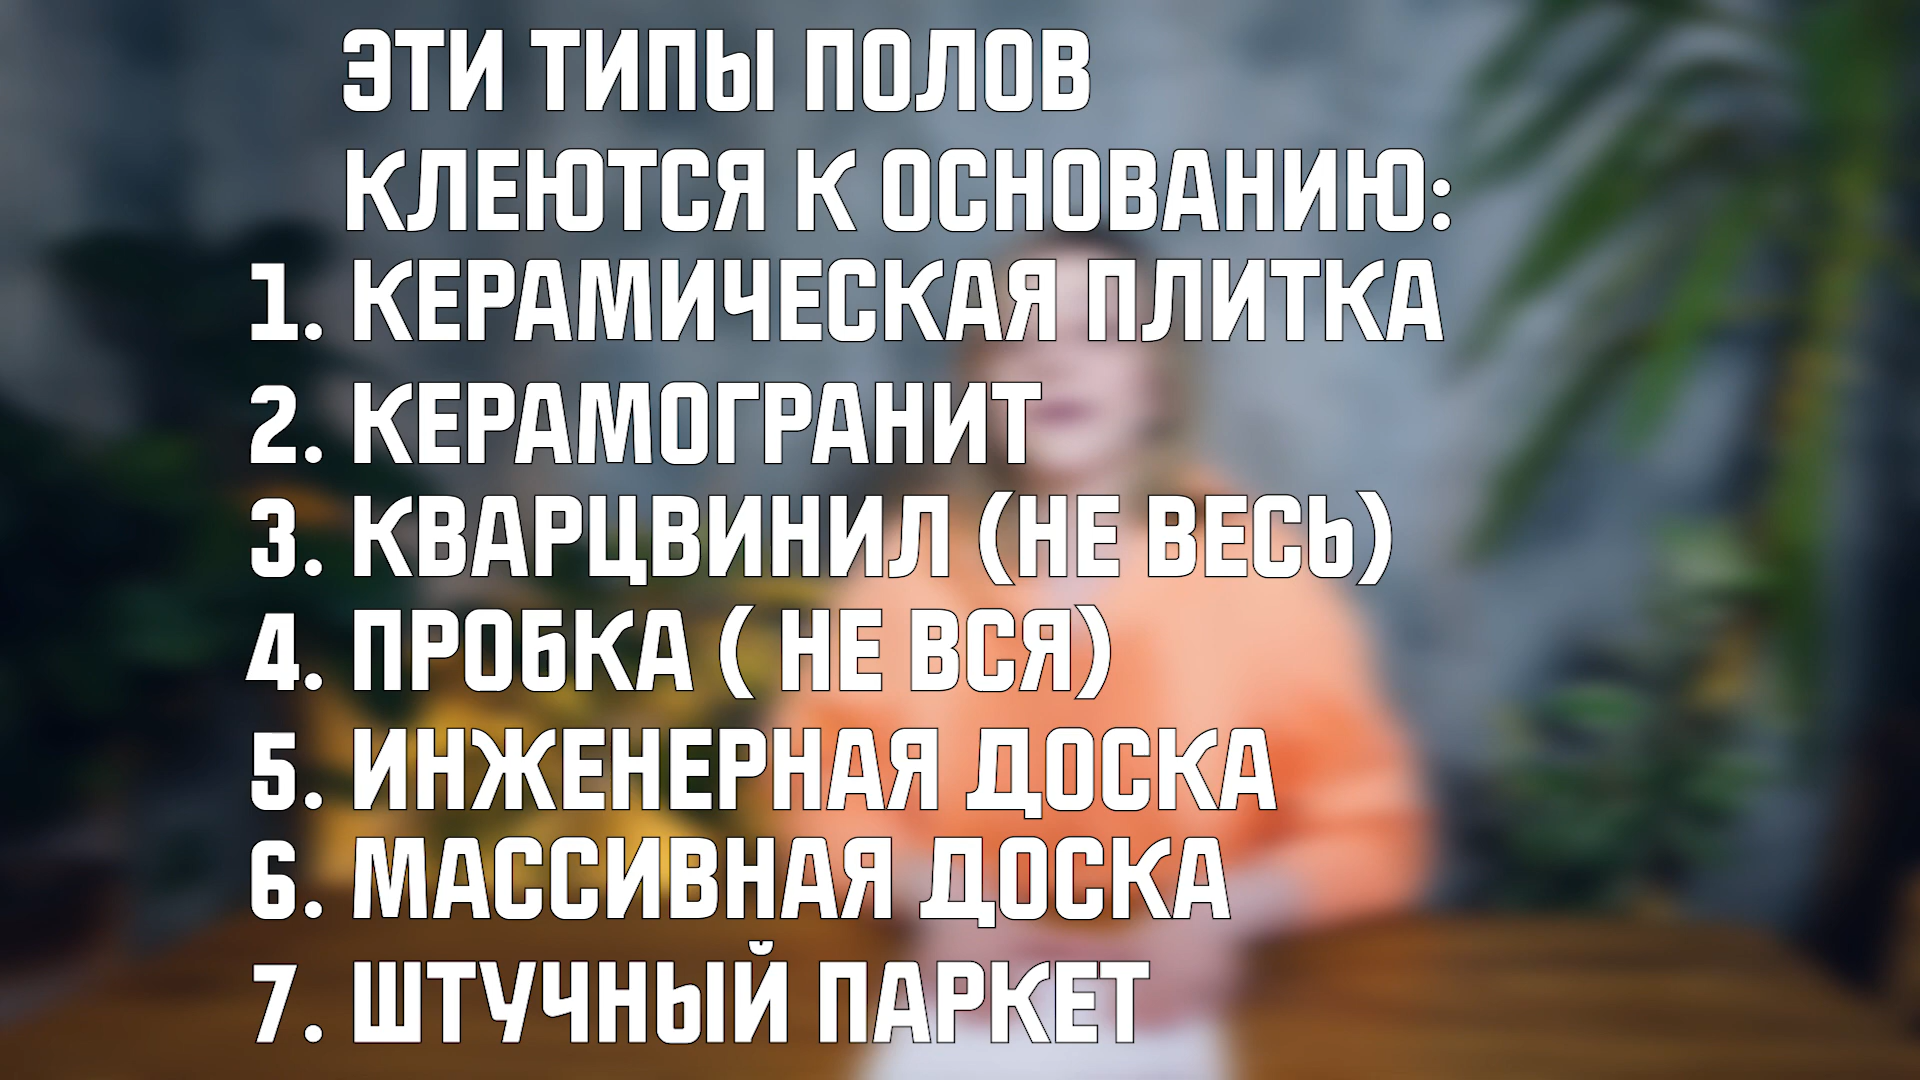 ЭТИ ТИПЫ ПОЛОВ
КЛЕЮТСЯ К ОСНОВАНИЮ:
1. КЕРАМИЧЕСКАЯ ПЛИТКА
2. КЕРАМОГРАНИТ
3. КВАРЦВИНИЛ (НЕ ВЕСЬ)
4. ПРОБКА ( НЕ ВСЯ)
5. ИНЖЕНЕРНАЯ ДОСКА
6. МАССИВНАЯ ДОСКА
7. ШТУЧНЫЙ ПАРКЕТ